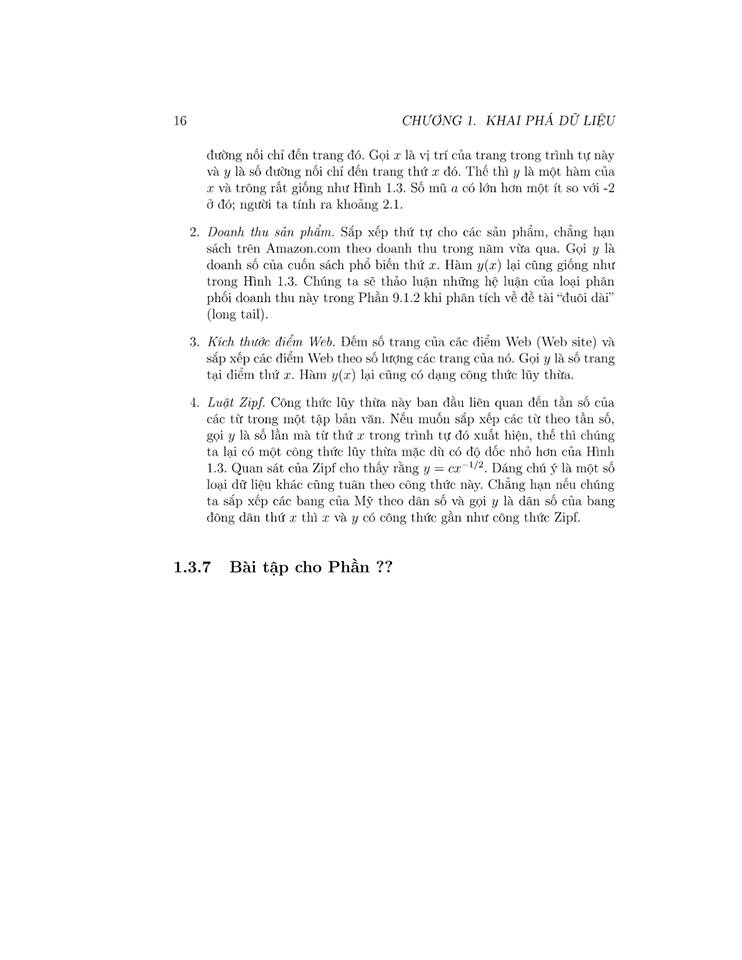 16 CHƯƠNG 1. KHAI PHÁ DỮ LIỆU
đường nối chỉ đến trang đó. Gọi x là vị trí của trang trong trình tự này
và y là số đường nối chỉ đến trang thứ x đó. Thế thì y là một hàm của
x và trông rất giống như Hình 1.3. Số mũ a có lớn hơn một ít so với -2
ở đó; người ta tính ra khoảng 2.1.
2. Doanh thu sản phẩm. Sắp xếp thứ tự cho các sản phẩm, chẳng hạn
sách trên Amazon.com theo doanh thu trong năm vừa qua. Gọi y là
doanh số của cuốn sách phổ biến thứ x. Hàm y(x) lại cũng giống như
trong Hình 1.3. Chúng ta sẽ thảo luận những hệ luận của loại phân
phối doanh thu này trong Phần 9.1.2 khi phân tích về đề tài “đuôi dài”
(long tail).
3. Kích thước điểm Web. Đếm số trang của các điểm Web (Web site) và
sắp xếp các điểm Web theo số lượng các trang của nó. Gọi y là số trang
tại điểm thứ x. Hàm y(x) lại cũng có dạng công thức lũy thừa.
4. Luật Zipf. Công thức lũy thừa này ban đầu liên quan đến tần số của
các từ trong một tập bản văn. Nếu muốn sắp xếp các từ theo tần số,
gọi y là số lần mà từ thứ x trong trình tự đó xuất hiện, thế thì chúng
ta lại có một công thức lũy thừa mặc dù có độ dốc nhỏ hơn của Hình
1.3. Quan sát của Zipf cho thấy rằng y = cx⁻¹/². Đáng chú ý là một số
loại dữ liệu khác cũng tuân theo công thức này. Chẳng hạn nếu chúng
ta sắp xếp các bang của Mỹ theo dân số và gọi y là dân số của bang
đông dân thứ x thì x và y có công thức gần như công thức Zipf.
1.3.7 Bài tập cho Phần ??